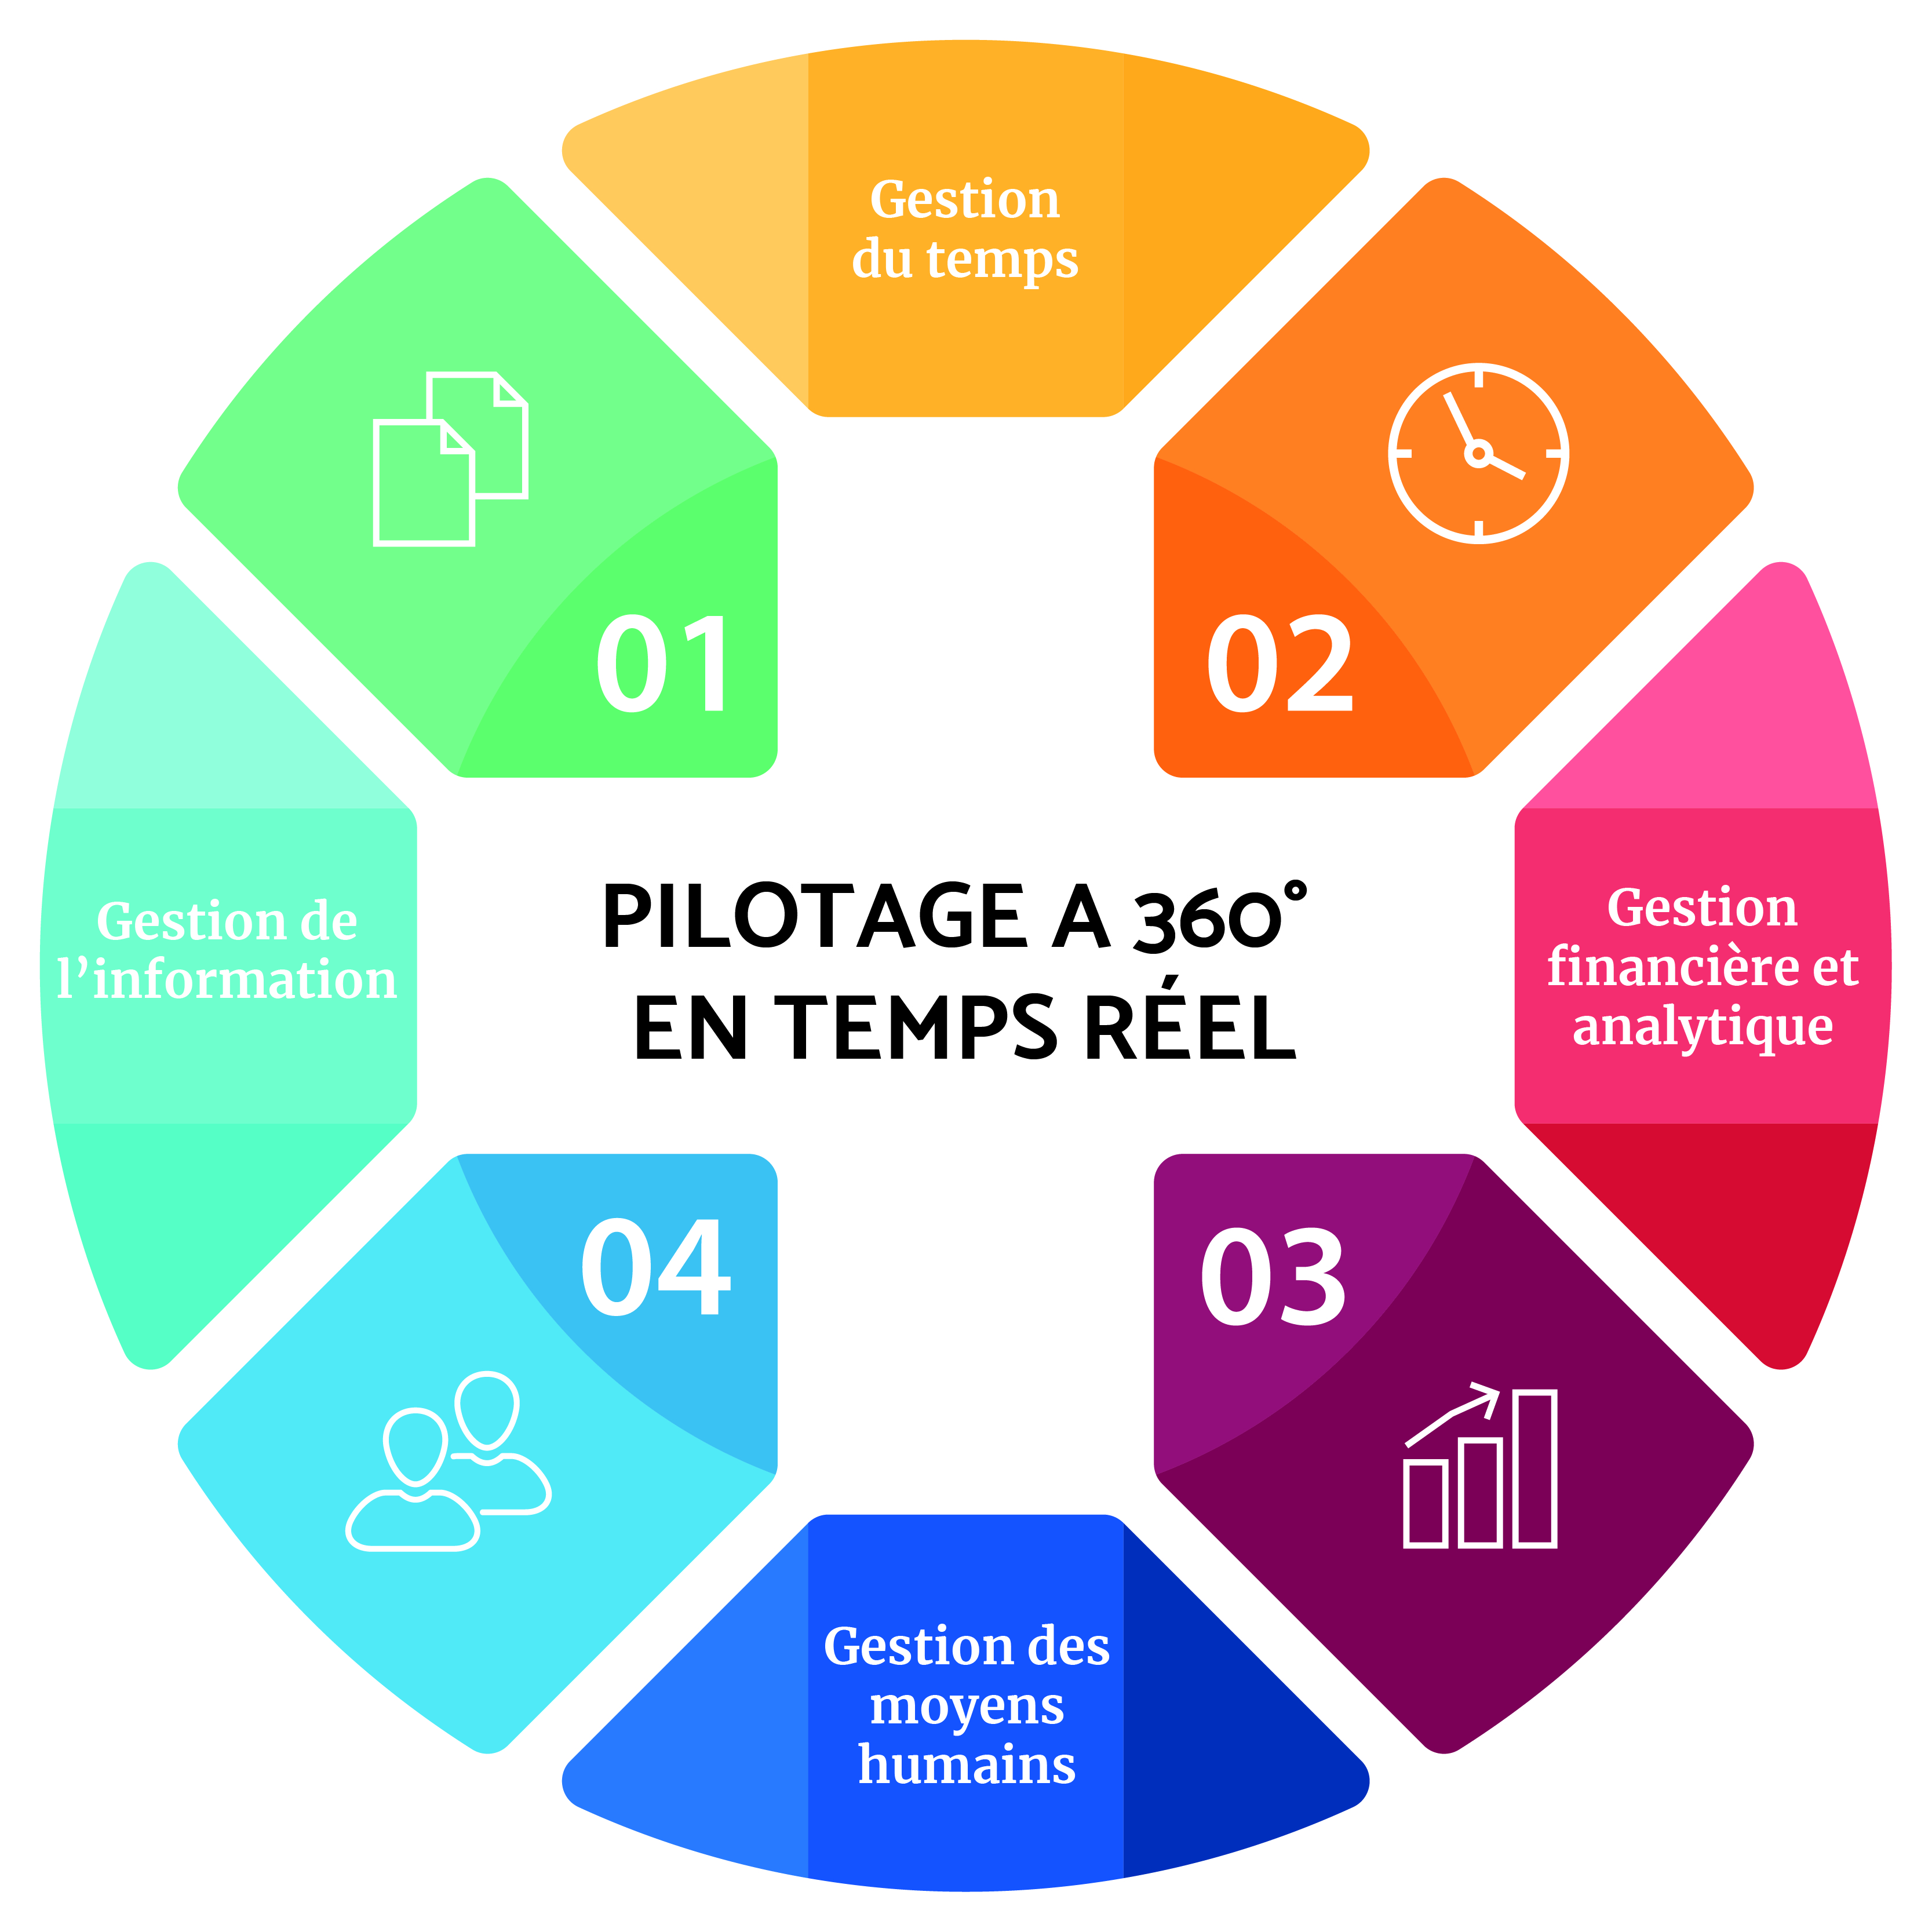 Gestion
du temps
01
02
Gestion de
l’information
PILOTAGE A 360°
EN TEMPS RÉEL
Gestion
financière et
analytique
04
03
Gestion des
moyens
humains